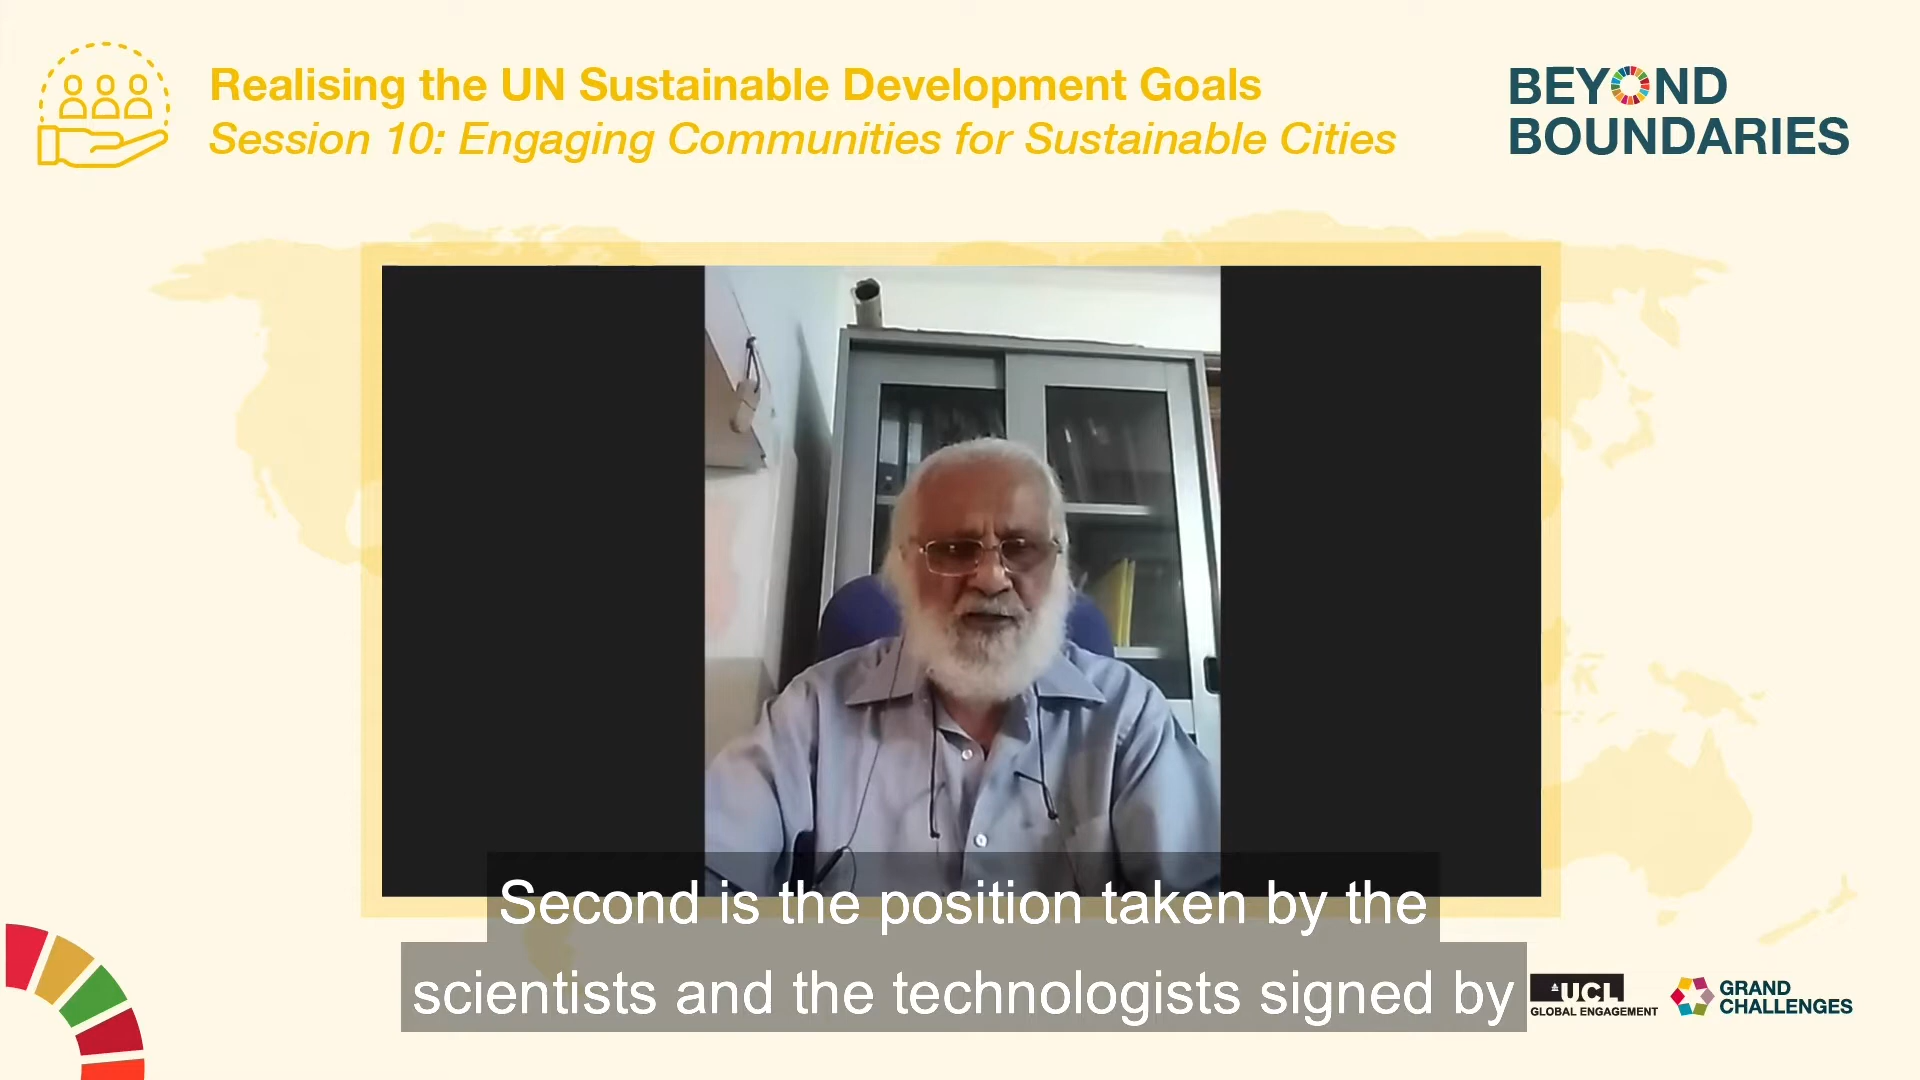 Realising the UN Sustainable Development Goals
Session 10: Engaging Communities for Sustainable Cities
BEYOND
BOUNDARIES
Second is the position taken by the
scientists and the technologists signed by
UCL
GLOBAL ENGAGEMENT
GRAND
CHALLENGES